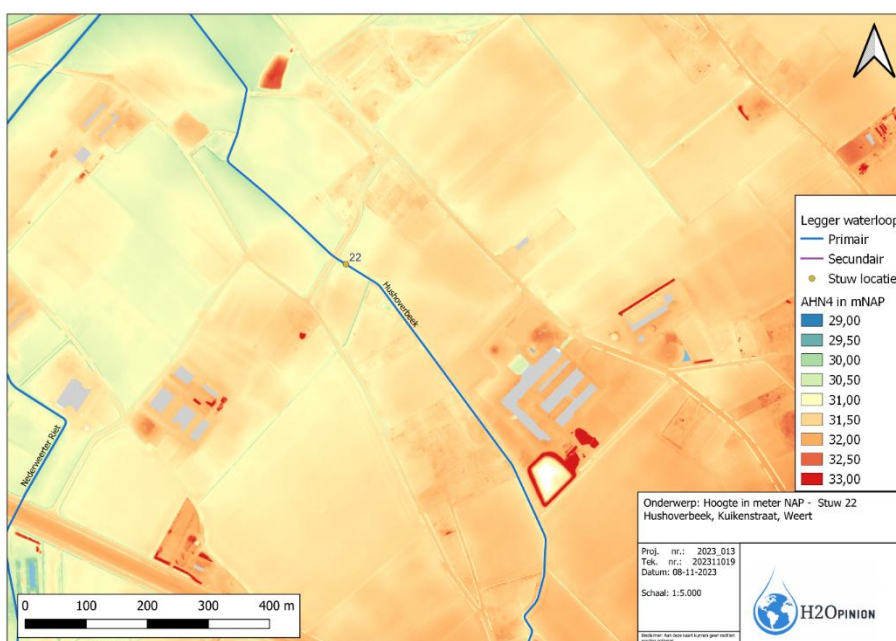 22
Hushoverbeek
Nederweerter Riet
Legger waterloop
Primair
Secundair
Stuw locatie
AHN4 in mNAP
29,00
29,50
30,00
30,50
31,00
31,50
32,00
32,50
33,00
Onderwerp: Hoogte in meter NAP - Stuw 22
Hushoverbeek, Kuikenstraat, Weert
Proj. nr.: 2023_013
Tek. nr.: 202311019
Datum: 08-11-2023
Schaal: 1:5.000
H2OPINION
0 100 200 300 400 m